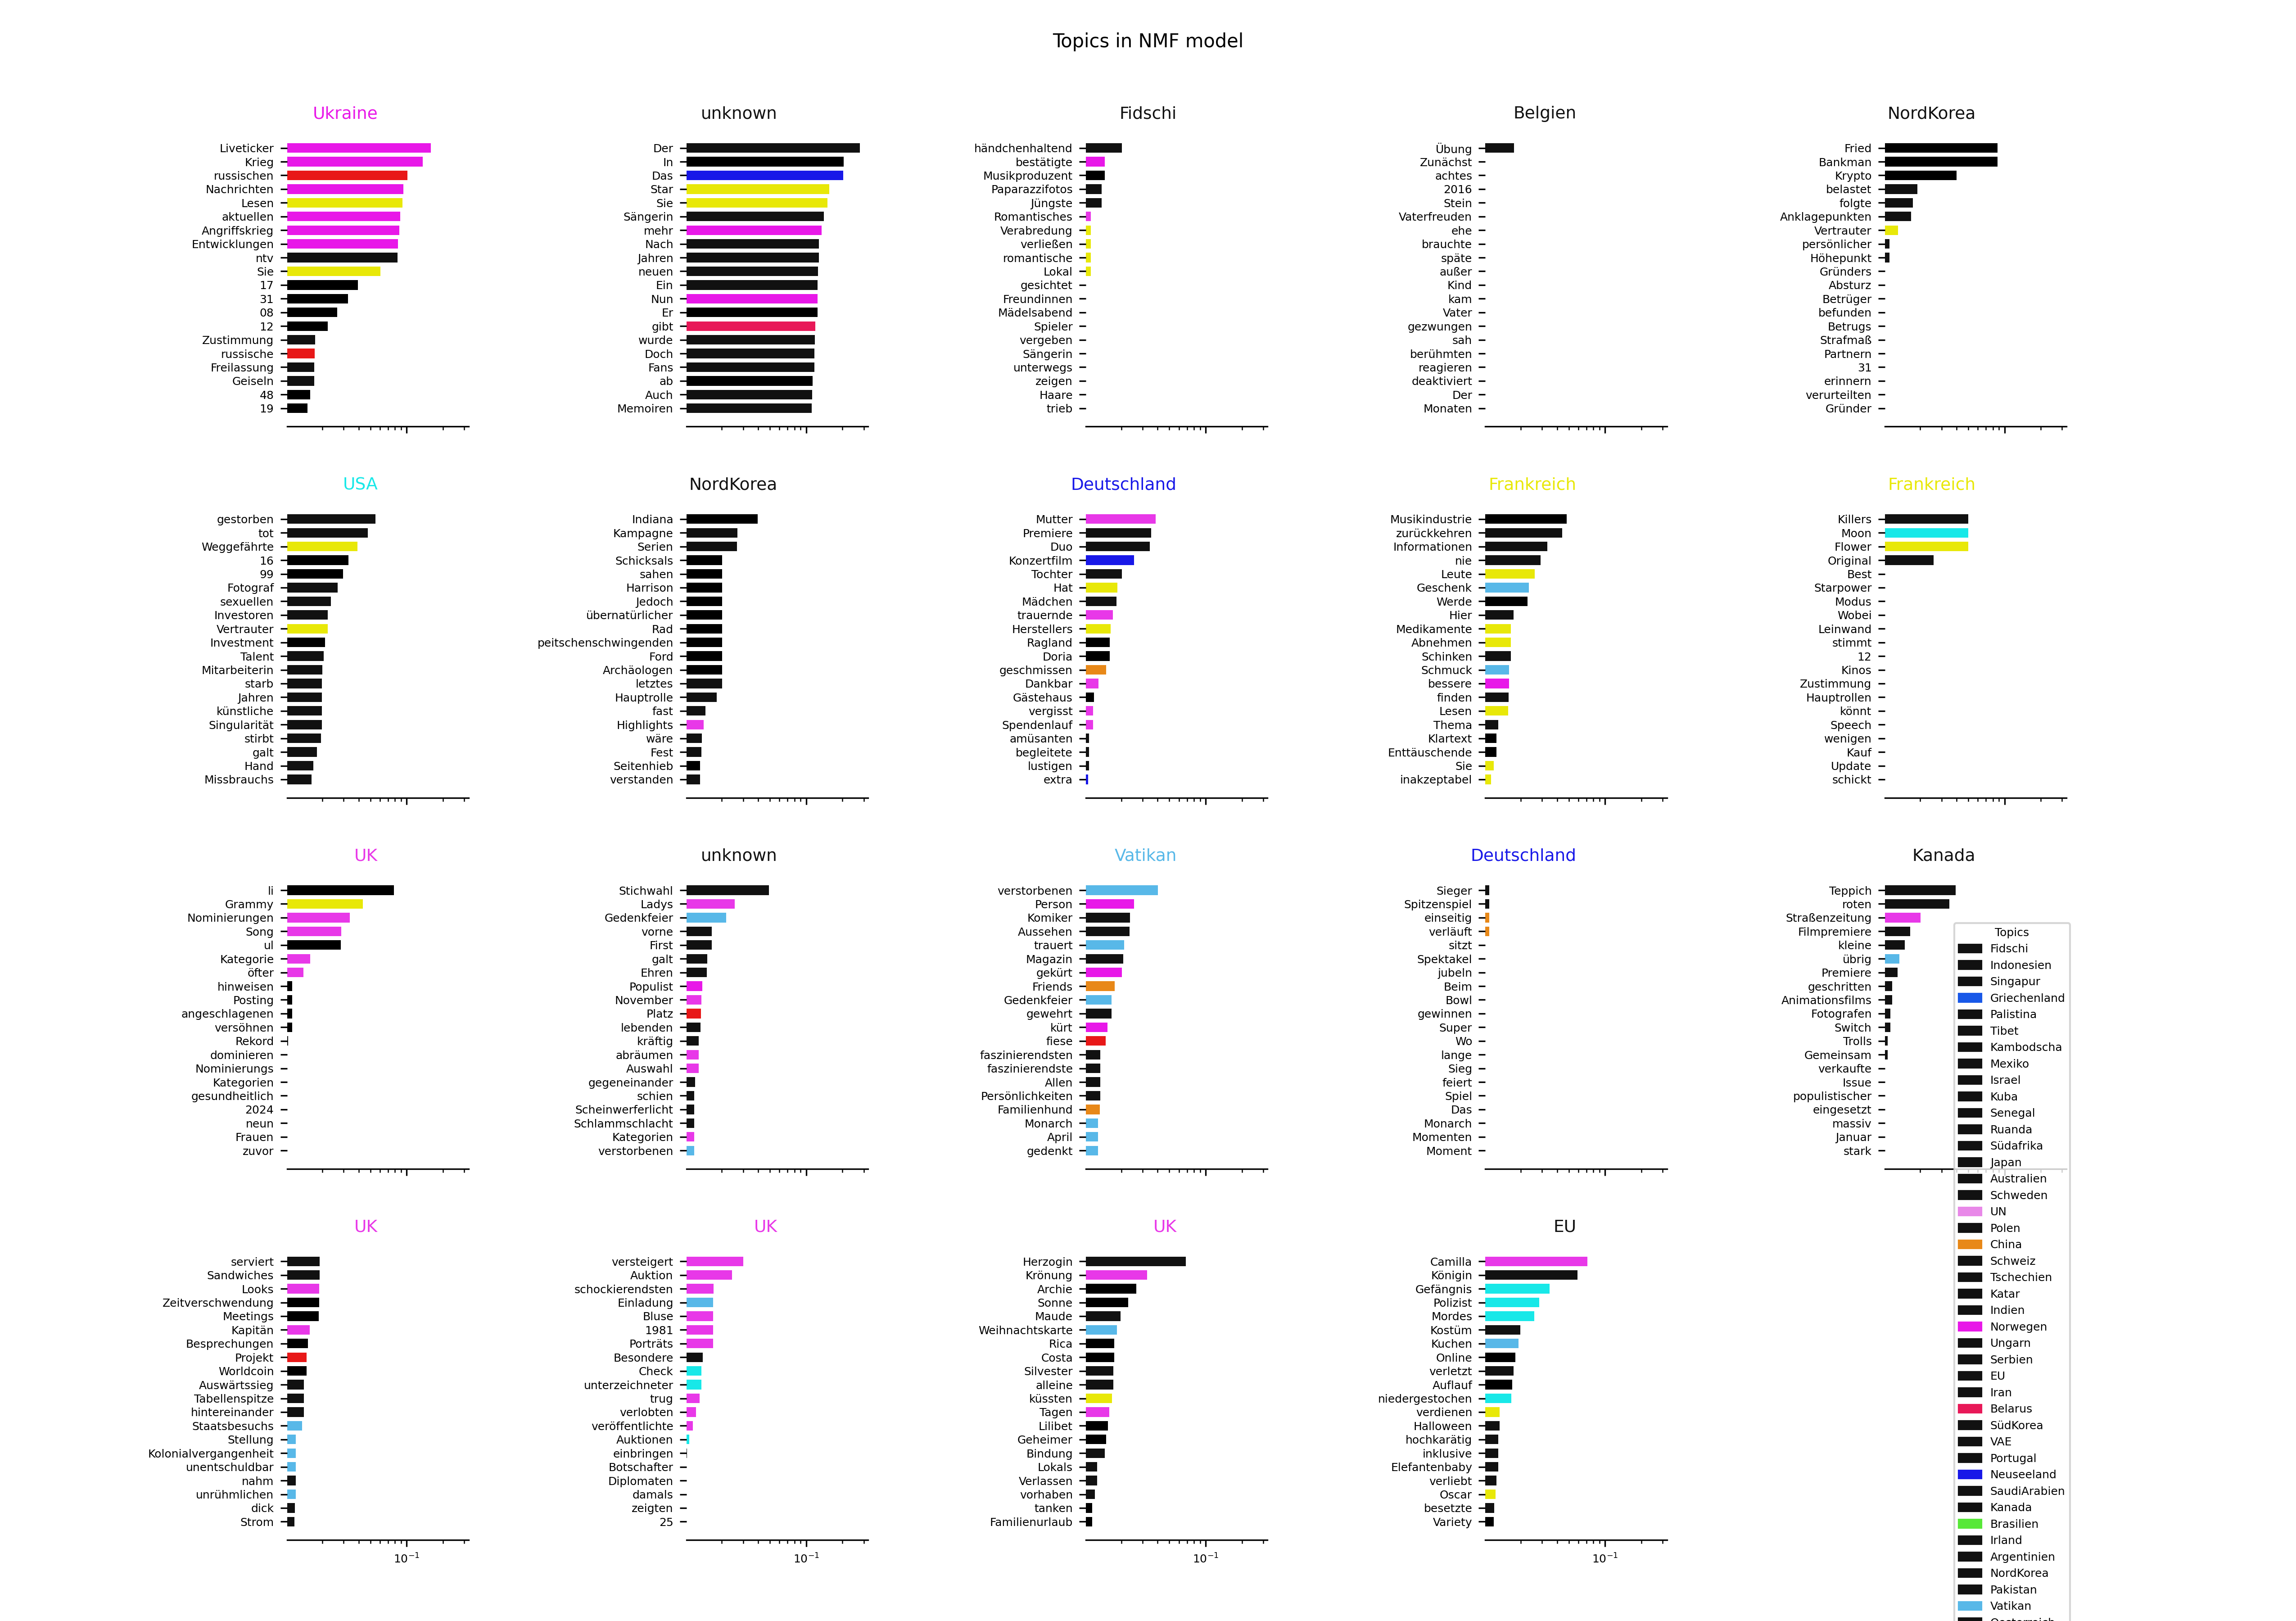 Topics in NMF model
Ukraine
Liveticker
Krieg
russischen
Nachrichten
Lesen
aktuellen
Angriffskrieg
Entwicklungen
ntv
Sie
17
31
08
12
Zustimmung
russische
Freilassung
Geiseln
48
19
unknown
Der
In
Das
Star
Sie
Sängerin
mehr
Nach
Jahren
neuen
Ein
Nun
Er
gibt
wurde
Doch
Fans
ab
Auch
Memoiren
Fidschi
händchenhaltend
bestätigte
Musikproduzent
Paparazzifotos
Jüngste
Romantisches
Verabredung
verließen
romantische
Lokal
gesichtet
Freundinnen
Mädelsabend
Spieler
vergeben
Sängerin
unterwegs
zeigen
Haare
trieb
Belgien
Übung
Zunächst
achtes
2016
Stein
Vaterfreuden
ehe
brauchte
späte
außer
Kind
kam
Vater
gezwungen
sah
berühmten
reagieren
deaktiviert
Der
Monaten
NordKorea
Fried
Bankman
Krypto
belastet
folgte
Anklagepunkten
Vertrauter
persönlicher
Höhepunkt
Gründers
Absturz
Betrüger
befunden
Betrugs
Strafmaß
Partnern
31
erinnern
verurteilten
Gründer
USA
gestorben
tot
Weggefährte
16
99
Fotograf
sexuellen
Investoren
Vertrauter
Investment
Talent
Mitarbeiterin
starb
Jahren
künstliche
Singularität
stirbt
galt
Hand
Missbrauchs
NordKorea
Indiana
Kampagne
Serien
Schicksals
sahen
Harrison
Jedoch
übernatürlicher
Rad
peitschenschwingenden
Ford
Archäologen
letztes
Hauptrolle
fast
Highlights
wäre
Fest
Seitenhieb
verstanden
Deutschland
Mutter
Premiere
Duo
Konzertfilm
Tochter
Hat
Mädchen
trauernde
Herstellers
Ragland
Doria
geschmissen
Dankbar
Gästehaus
vergisst
Spendenlauf
amüsanten
begleitete
lustigen
extra
Frankreich
Musikindustrie
zurückkehren
Informationen
nie
Leute
Geschenk
Werde
Hier
Medikamente
Abnehmen
Schinken
Schmuck
bessere
finden
Lesen
Thema
Klartext
Enttäuschende
Sie
inakzeptabel
Frankreich
Killers
Moon
Flower
Original
Best
Starpower
Modus
Wobei
Leinwand
stimmt
12
Kinos
Zustimmung
Hauptrollen
könnt
Speech
wenigen
Kauf
Update
schickt
UK
li
Grammy
Nominierungen
Song
ul
Kategorie
öfter
hinweisen
Posting
angeschlagenen
versöhnen
Rekord
dominieren
Nominierungs
Kategorien
gesundheitlich
2024
neun
Frauen
zuvor
unknown
Stichwahl
Ladys
Gedenkfeier
vorne
First
galt
Ehren
Populist
November
Platz
lebenden
kräftig
abräumen
Auswahl
gegeneinander
schien
Scheinwerferlicht
Schlammschlacht
Kategorien
verstorbenen
Vatikan
verstorbenen
Person
Komiker
Aussehen
trauert
Magazin
gekürt
Friends
Gedenkfeier
gewehrt
kürt
fiese
faszinierendsten
faszinierendste
Allen
Persönlichkeiten
Familienhund
Monarch
April
gedenkt
Deutschland
Sieger
Spitzenspiel
einseitig
verläuft
sitzt
Spektakel
jubeln
Beim
Bowl
gewinnen
Super
Wo
lange
Sieg
feiert
Spiel
Das
Monarch
Momenten
Moment
Kanada
Teppich
roten
Straßenzeitung
Filmpremiere
kleine
übrig
Premiere
geschritten
Animationsfilms
Fotografen
Switch
Trolls
Gemeinsam
verkaufte
Issue
populistischer
eingesetzt
massiv
Januar
stark
UK
serviert
Sandwiches
Looks
Zeitverschwendung
Meetings
Kapitän
Besprechungen
Projekt
Worldcoin
Auswärtssieg
Tabellenspitze
hintereinander
Staatsbesuchs
Stellung
Kolonialvergangenheit
unentschuldbar
nahm
unrühmlichen
dick
Strom
10⁻¹
UK
versteigert
Auktion
schockierendsten
Einladung
Bluse
1981
Porträts
Besondere
Check
unterzeichneter
trug
verlobten
veröffentlichte
Auktionen
einbringen
Botschafter
Diplomaten
damals
zeigten
25
10⁻¹
UK
Herzogin
Krönung
Archie
Sonne
Maude
Weihnachtskarte
Rica
Costa
Silvester
alleine
küssten
Tagen
Lilibet
Geheimer
Bindung
Lokals
Verlassen
vorhaben
tanken
Familienurlaub
10⁻¹
EU
Camilla
Königin
Gefängnis
Polizist
Mordes
Kostüm
Kuchen
Online
verletzt
Auflauf
niedergestochen
verdienen
Halloween
hochkarätig
inklusive
Elefantenbaby
verliebt
Oscar
besetzte
Variety
10⁻¹
Topics
Fidschi
Indonesien
Singapur
Griechenland
Palistina
Tibet
Kambodscha
Mexiko
Israel
Kuba
Senegal
Ruanda
Südafrika
Japan
Australien
Schweden
UN
Polen
China
Schweiz
Tschechien
Katar
Indien
Norwegen
Ungarn
Serbien
EU
Iran
Belarus
SüdKorea
VAE
Portugal
Neuseeland
SaudiArabien
Kanada
Brasilien
Irland
Argentinien
NordKorea
Pakistan
Vatikan